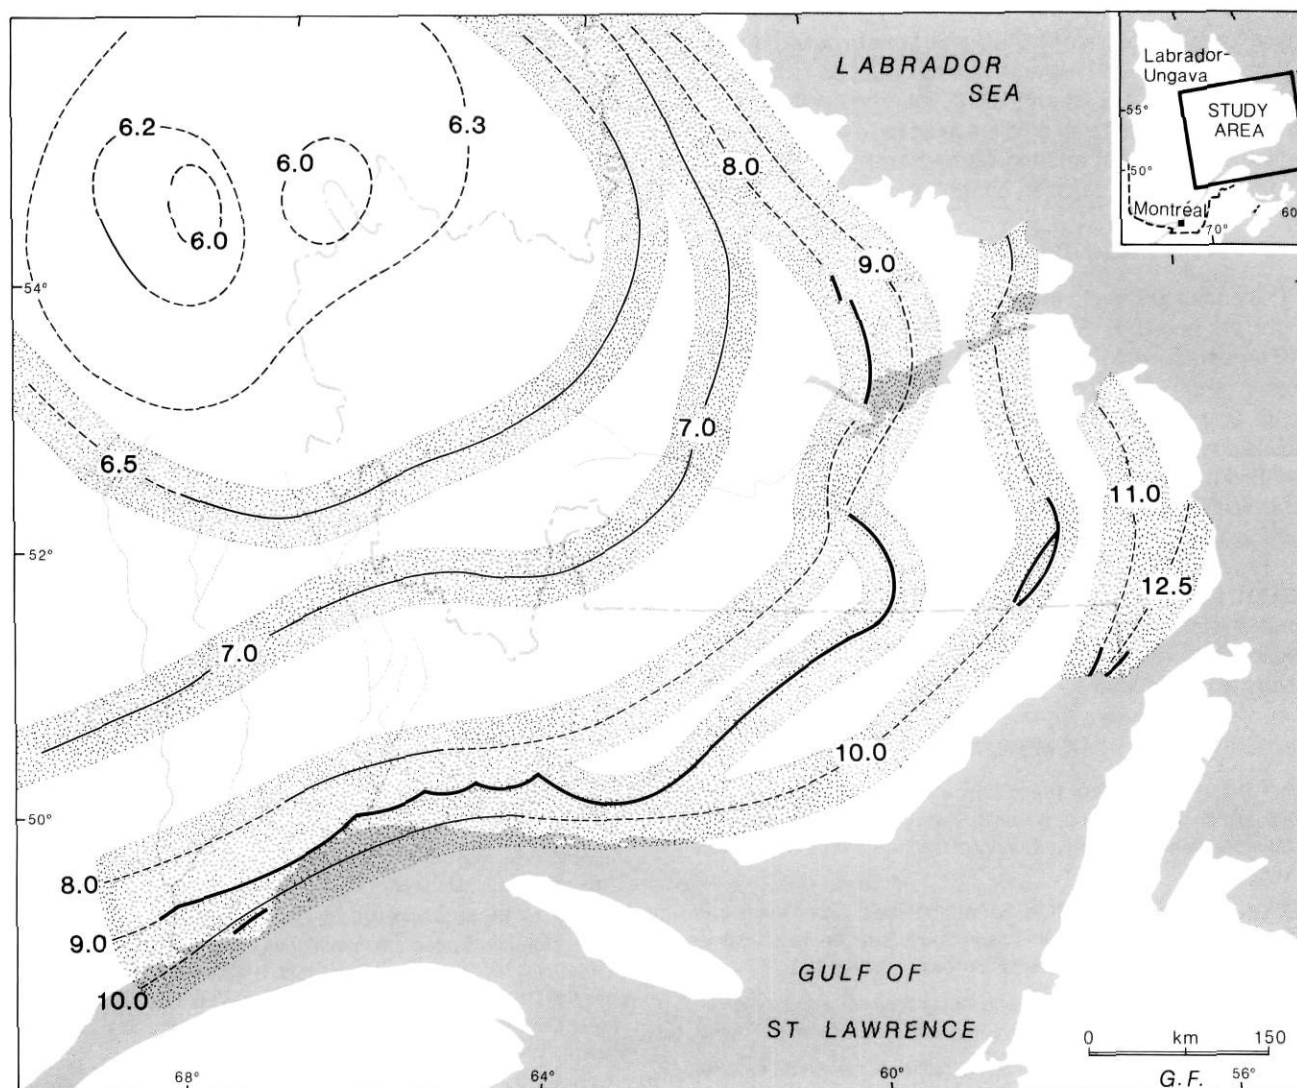 LABRADOR
SEA
Labrador-
Ungava
55°
STUDY
AREA
50°
Montréal
60
70°
6.2
6.3
6.0
6.0
8.0
9.0
54°
7.0
6.5
11.0
52°
12.5
7.0
10.0
50°
8.0
9.0
10.0
GULF OF
ST LAWRENCE
0 km 150
G.F.
68°
64°
60°
56°